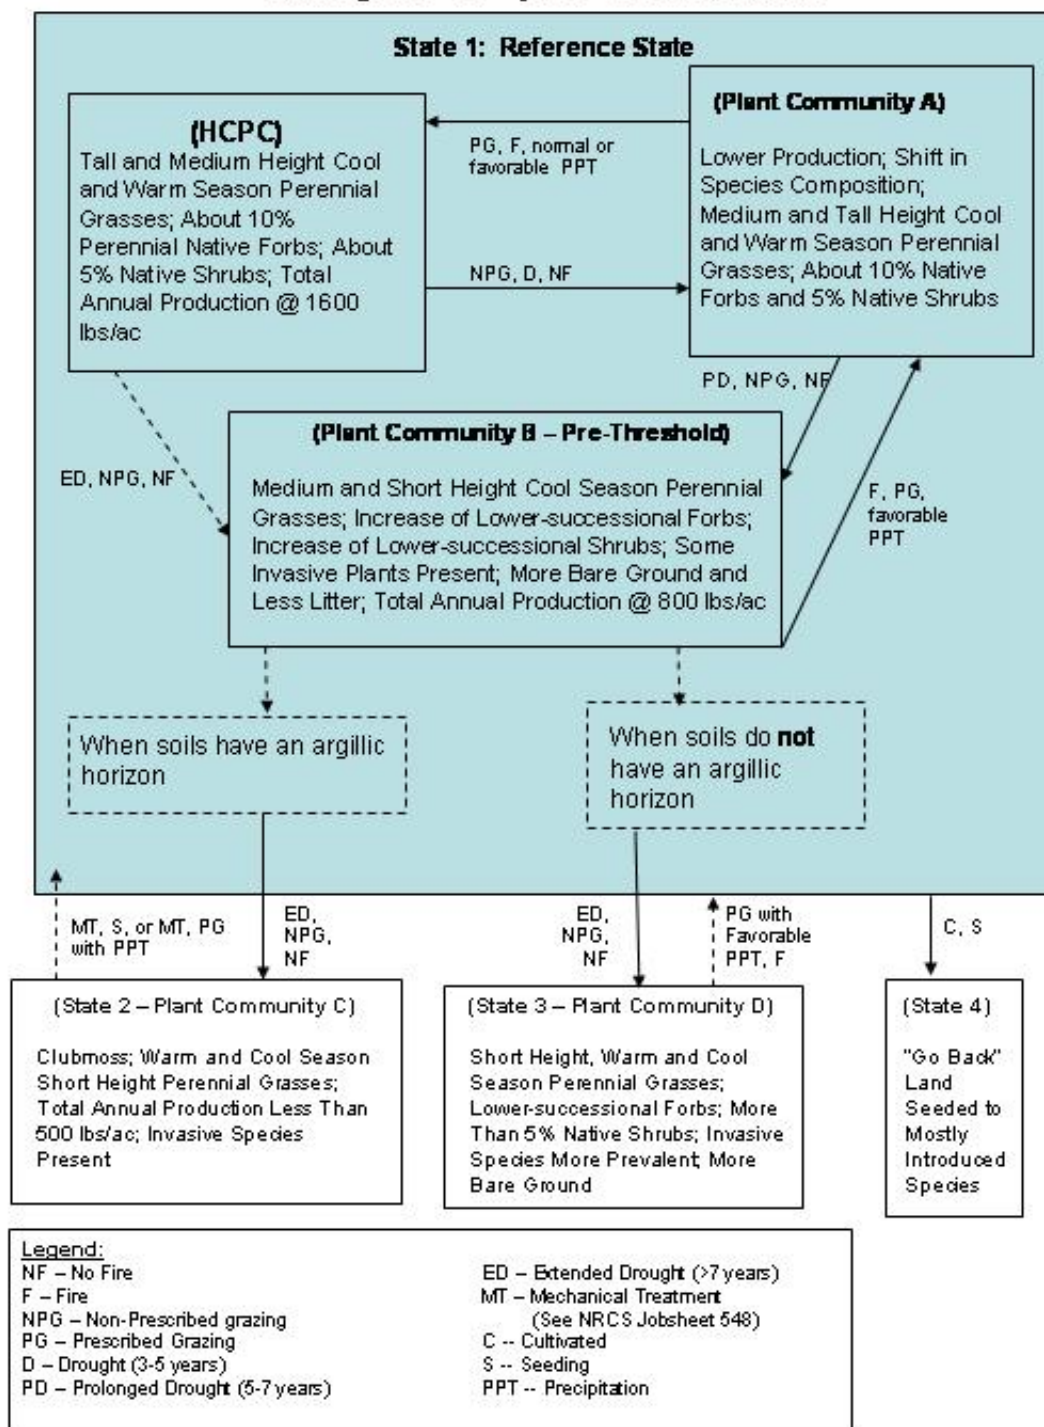 State 1: Reference State
(HCPC)
Tall and Medium Height Cool
and Warm Season Perennial
Grasses; About 10%
Perennial Native Forbs; About
5% Native Shrubs; Total
Annual Production @ 1600
lbs/ac
PG, F, normal or
favorable PPT
NPG, D, NF
(Plant Community A)
Lower Production; Shift in
Species Composition;
Medium and Tall Height Cool
and Warm Season Perennial
Grasses; About 10% Native
Forbs and 5% Native Shrubs
PD, NPG, NF
ED, NPG, NF
(Plant Community B – Pre-Threshold)
Medium and Short Height Cool Season Perennial
Grasses; Increase of Lower-successional Forbs;
Increase of Lower-successional Shrubs; Some
Invasive Plants Present; More Bare Ground and
Less Litter; Total Annual Production @ 800 lbs/ac
F, PG,
favorable
PPT
When soils have an argillic
horizon
When soils do not
have an argillic
horizon
MT, S, or MT, PG
with PPT
ED,
NPG,
NF
ED,
NPG,
NF
PG with
Favorable
PPT, F
C, S
(State 2 – Plant Community C)
Clubmoss; Warm and Cool Season
Short Height Perennial Grasses;
Total Annual Production Less Than
500 lbs/ac; Invasive Species
Present
(State 3 – Plant Community D)
Short Height, Warm and Cool
Season Perennial Grasses;
Lower-successional Forbs; More
Than 5% Native Shrubs; Invasive
Species More Prevalent; More
Bare Ground
(State 4)
"Go Back"
Land
Seeded to
Mostly
Introduced
Species
Legend:
NF – No Fire
F – Fire
NPG – Non-Prescribed grazing
PG – Prescribed Grazing
D – Drought (3-5 years)
PD – Prolonged Drought (5-7 years)
ED – Extended Drought (>7 years)
MT – Mechanical Treatment
(See NRCS Jobsheet 548)
C -- Cultivated
S -- Seeding
PPT -- Precipitation